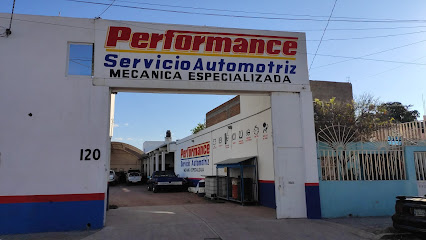 Performance
Servicio Automotriz
MECANICA ESPECIALIZADA
120
Performance
Servicio Automotriz